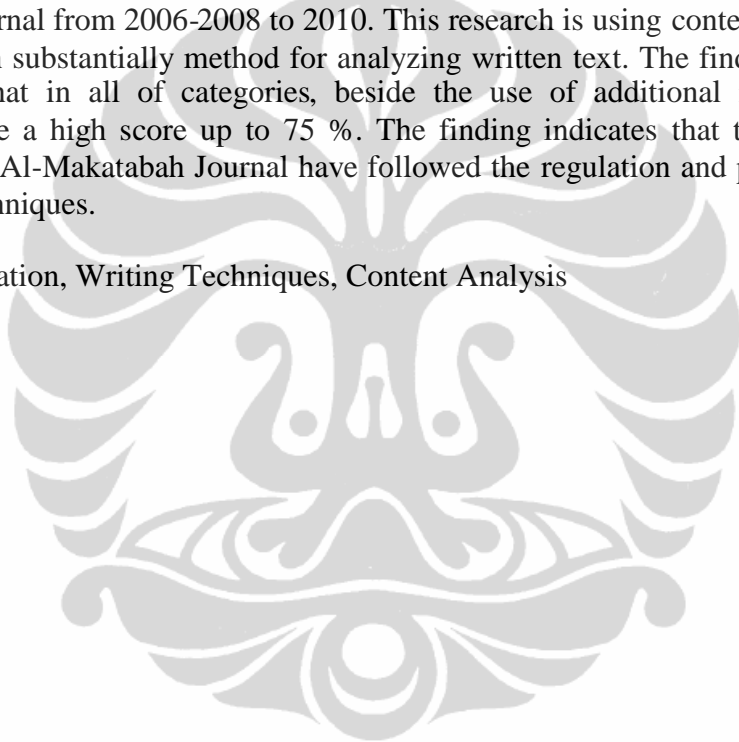 rnal from 2006-2008 to 2010. This research is using conte
substantially method for analyzing written text. The find
hat in all of categories, beside the use of additional
e a high score up to 75 %. The finding indicates that t
Al-Makatabah Journal have followed the regulation and p
hniques.
ation, Writing Techniques, Content Analysis